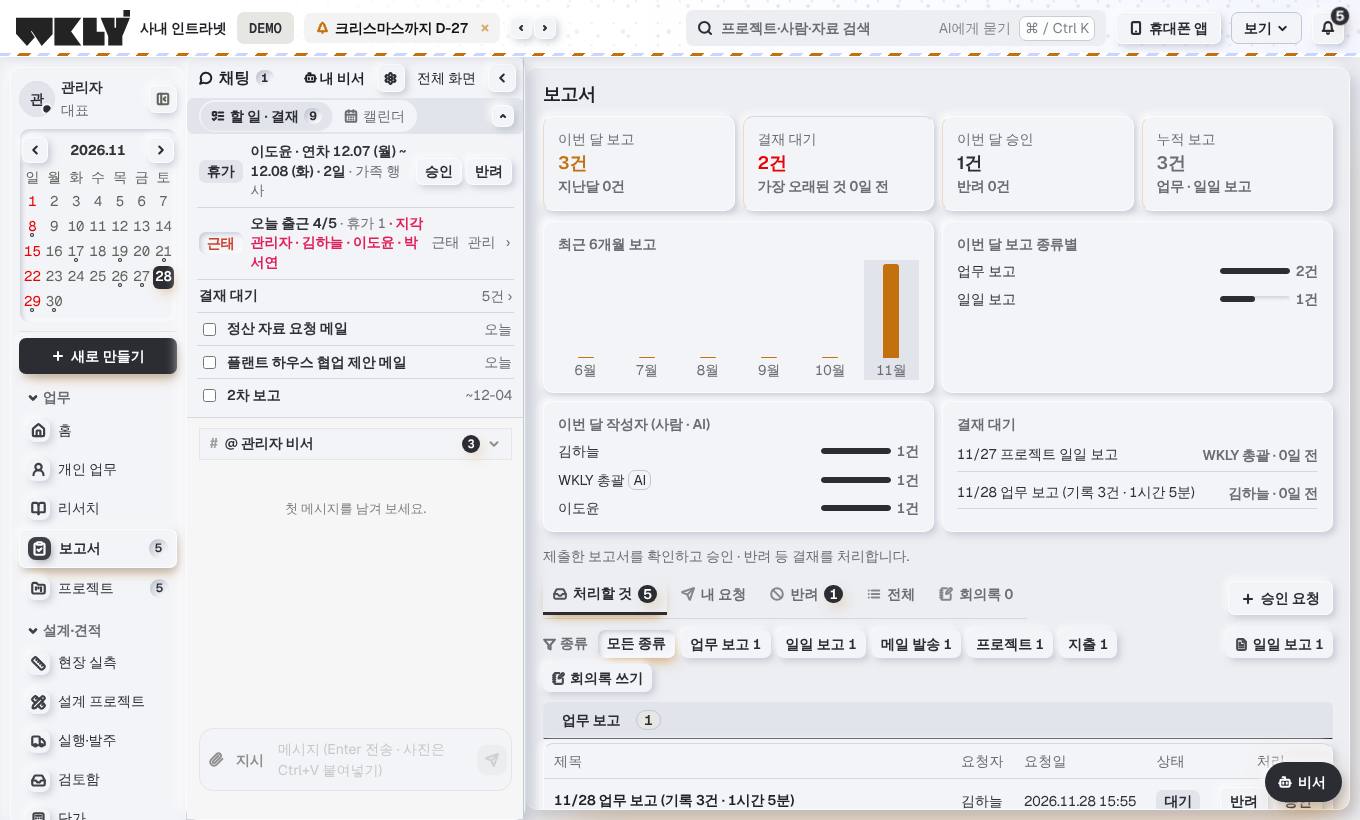 WKLY 사내 인트라넷 DEMO 크리스마스까지 D-27 × 프로젝트·사람·자료 검색 AI에게 묻기 ⌘ / Ctrl K 휴대폰 앱 보기 5
관 관리자
대표
2026.11
일 월 화 수 목 금 토
1 2 3 4 5 6 7
8 9 10 11 12 13 14
15 16 17 18 19 20 21
22 23 24 25 26 27 28
29 30
+ 새로 만들기
업무
홈
개인 업무
리서치
보고서 5
프로젝트 5
설계·견적
현장 실측
설계 프로젝트
실행·발주
검토함
단가
채팅 1 내 비서 전체 화면
할 일·결재 9 캘린더
휴가 이도윤 · 연차 12.07 (월) ~
12.08 (화) · 2일 · 가족 행
사 승인 반려
근태 오늘 출근 4/5 · 휴가 1 · 지각
관리자 · 김하늘 · 이도윤 · 박
서연 근태 관리 ›
결재 대기 5건 ›
정산 자료 요청 메일 오늘
플랜트 하우스 협업 제안 메일 오늘
2차 보고 ~12-04
# @ 관리자 비서 3
첫 메시지를 남겨 보세요.
지시 메시지 (Enter 전송 · 사진은
Ctrl+V 붙여넣기)
보고서
이번 달 보고
3건
지난달 0건
결재 대기
2건
가장 오래된 것 0일 전
이번 달 승인
1건
반려 0건
누적 보고
3건
업무 · 일일 보고
최근 6개월 보고
6월 7월 8월 9월 10월 11월
이번 달 보고 종류별
업무 보고 2건
일일 보고 1건
이번 달 작성자 (사람 · AI)
김하늘 1건
WKLY 총괄 AI 1건
이도윤 1건
결재 대기
11/27 프로젝트 일일 보고 WKLY 총괄 · 0일 전
11/28 업무 보고 (기록 3건 · 1시간 5분) 김하늘 · 0일 전
제출한 보고서를 확인하고 승인 · 반려 등 결재를 처리합니다.
처리할 것 5 내 요청 반려 1 전체 회의록 0 + 승인 요청
종류 모든 종류 업무 보고 1 일일 보고 1 메일 발송 1 프로젝트 1 지출 1 일일 보고 1
회의록 쓰기
업무 보고 1
제목 요청자 요청일 상태
11/28 업무 보고 (기록 3건 · 1시간 5분) 김하늘 2026.11.28 15:55 대기 반려
비서